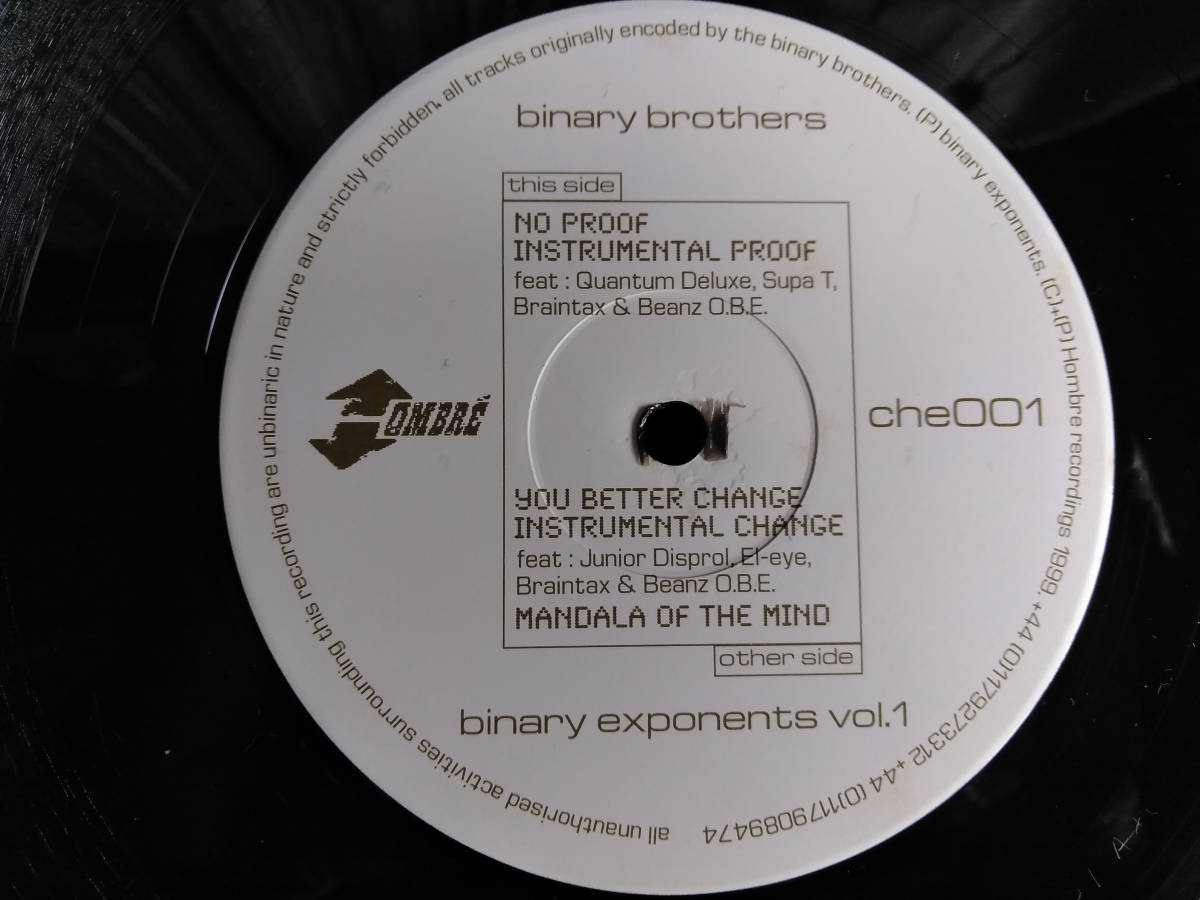 binary brothers
this side
NO PROOF
INSTRUMENTAL PROOF
feat : Quantum Deluxe, Supa T,
Braintax & Beanz O.B.E.
OMBRÉ
che001
YOU BETTER CHANGE
INSTRUMENTAL CHANGE
feat : Junior Disprol, El-eye,
Braintax & Beanz O.B.E.
MANDALA OF THE MIND
other side
binary exponents vol.1
all unauthorised activities surrounding this recording are unbinaric in nature and strictly forbidden. all tracks originally encoded by the binary brothers. (P) binary exponents. (C)+(P) Hombre recordings 1999. +44 (0)1179273312. +44 (0)1179089474